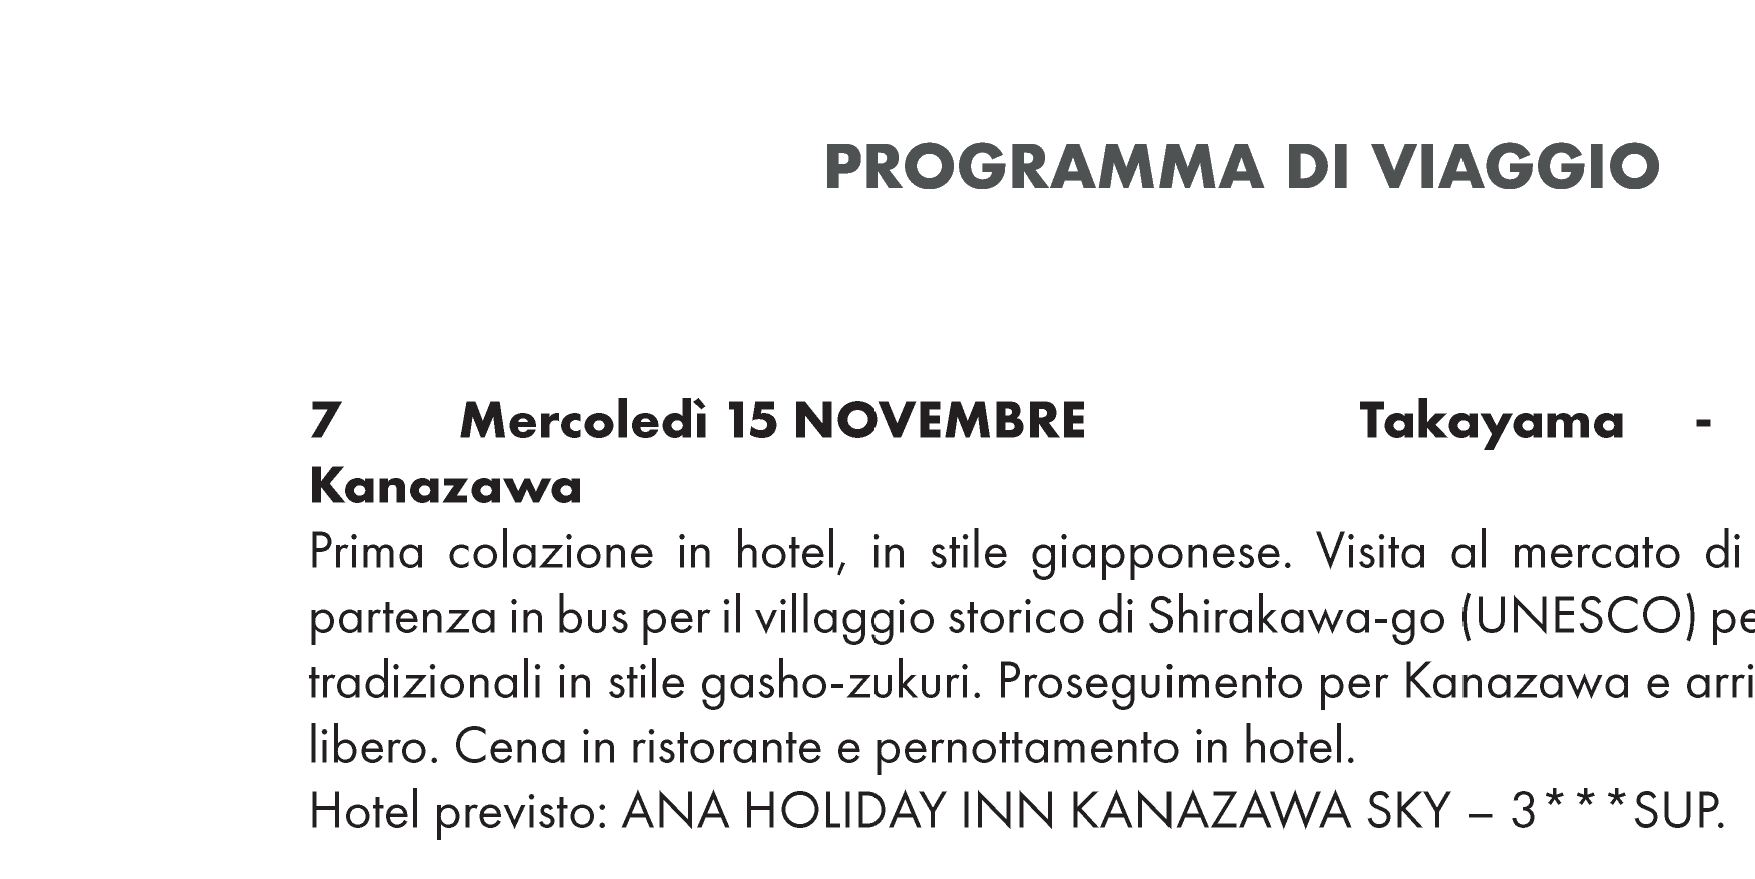 PROGRAMMA DI VIAGGIO
7 Mercoledì 15 NOVEMBRE Takayama -
Kanazawa
Prima colazione in hotel, in stile giapponese. Visita al mercato di
partenza in bus per il villaggio storico di Shirakawa-go (UNESCO)
tradizionali in stile gasho-zukuri. Proseguimento per Kanazawa e
libero. Cena in ristorante e pernottamento in hotel.
Hotel previsto: ANA HOLIDAY INN KANAZAWA SKY – 3***SUP.